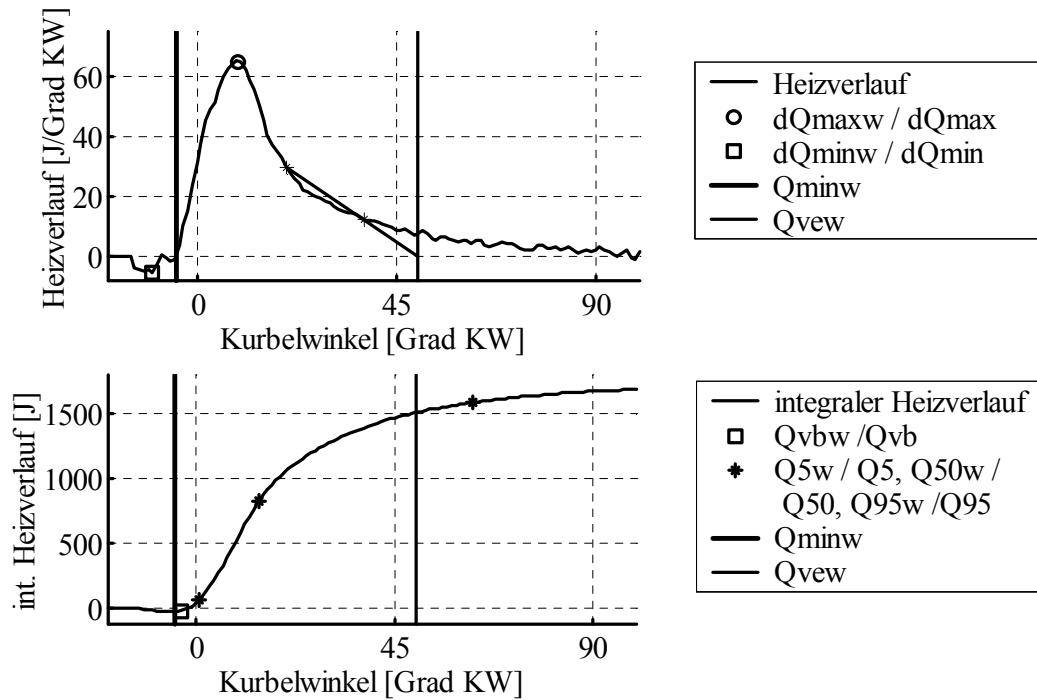 Heizverlauf [J/Grad KW]
60
40
20
0
0
45
90
Kurbelwinkel [Grad KW]
Heizverlauf
dQmaxw / dQmax
dQminw / dQmin
Qminw
Qvew
int. Heizverlauf [J]
1500
1000
500
0
0
45
90
Kurbelwinkel [Grad KW]
integraler Heizverlauf
Qvbw /Qvb
Q5w / Q5, Q50w /
Q50, Q95w /Q95
Qminw
Qvew